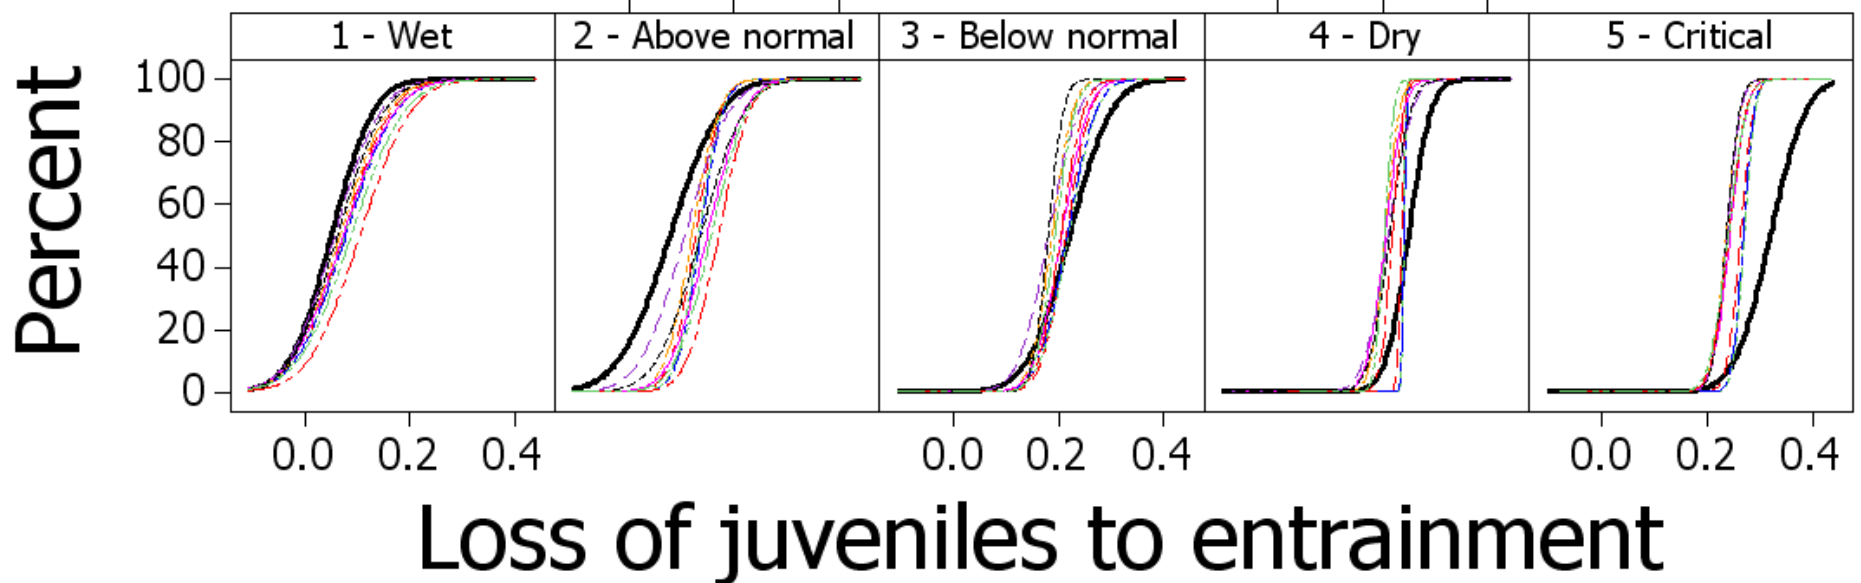 1 - Wet 2 - Above normal 3 - Below normal 4 - Dry 5 - Critical
Percent
100
80
60
40
20
0
0.0 0.2 0.4 0.0 0.2 0.4 0.0 0.2 0.4
Loss of juveniles to entrainment